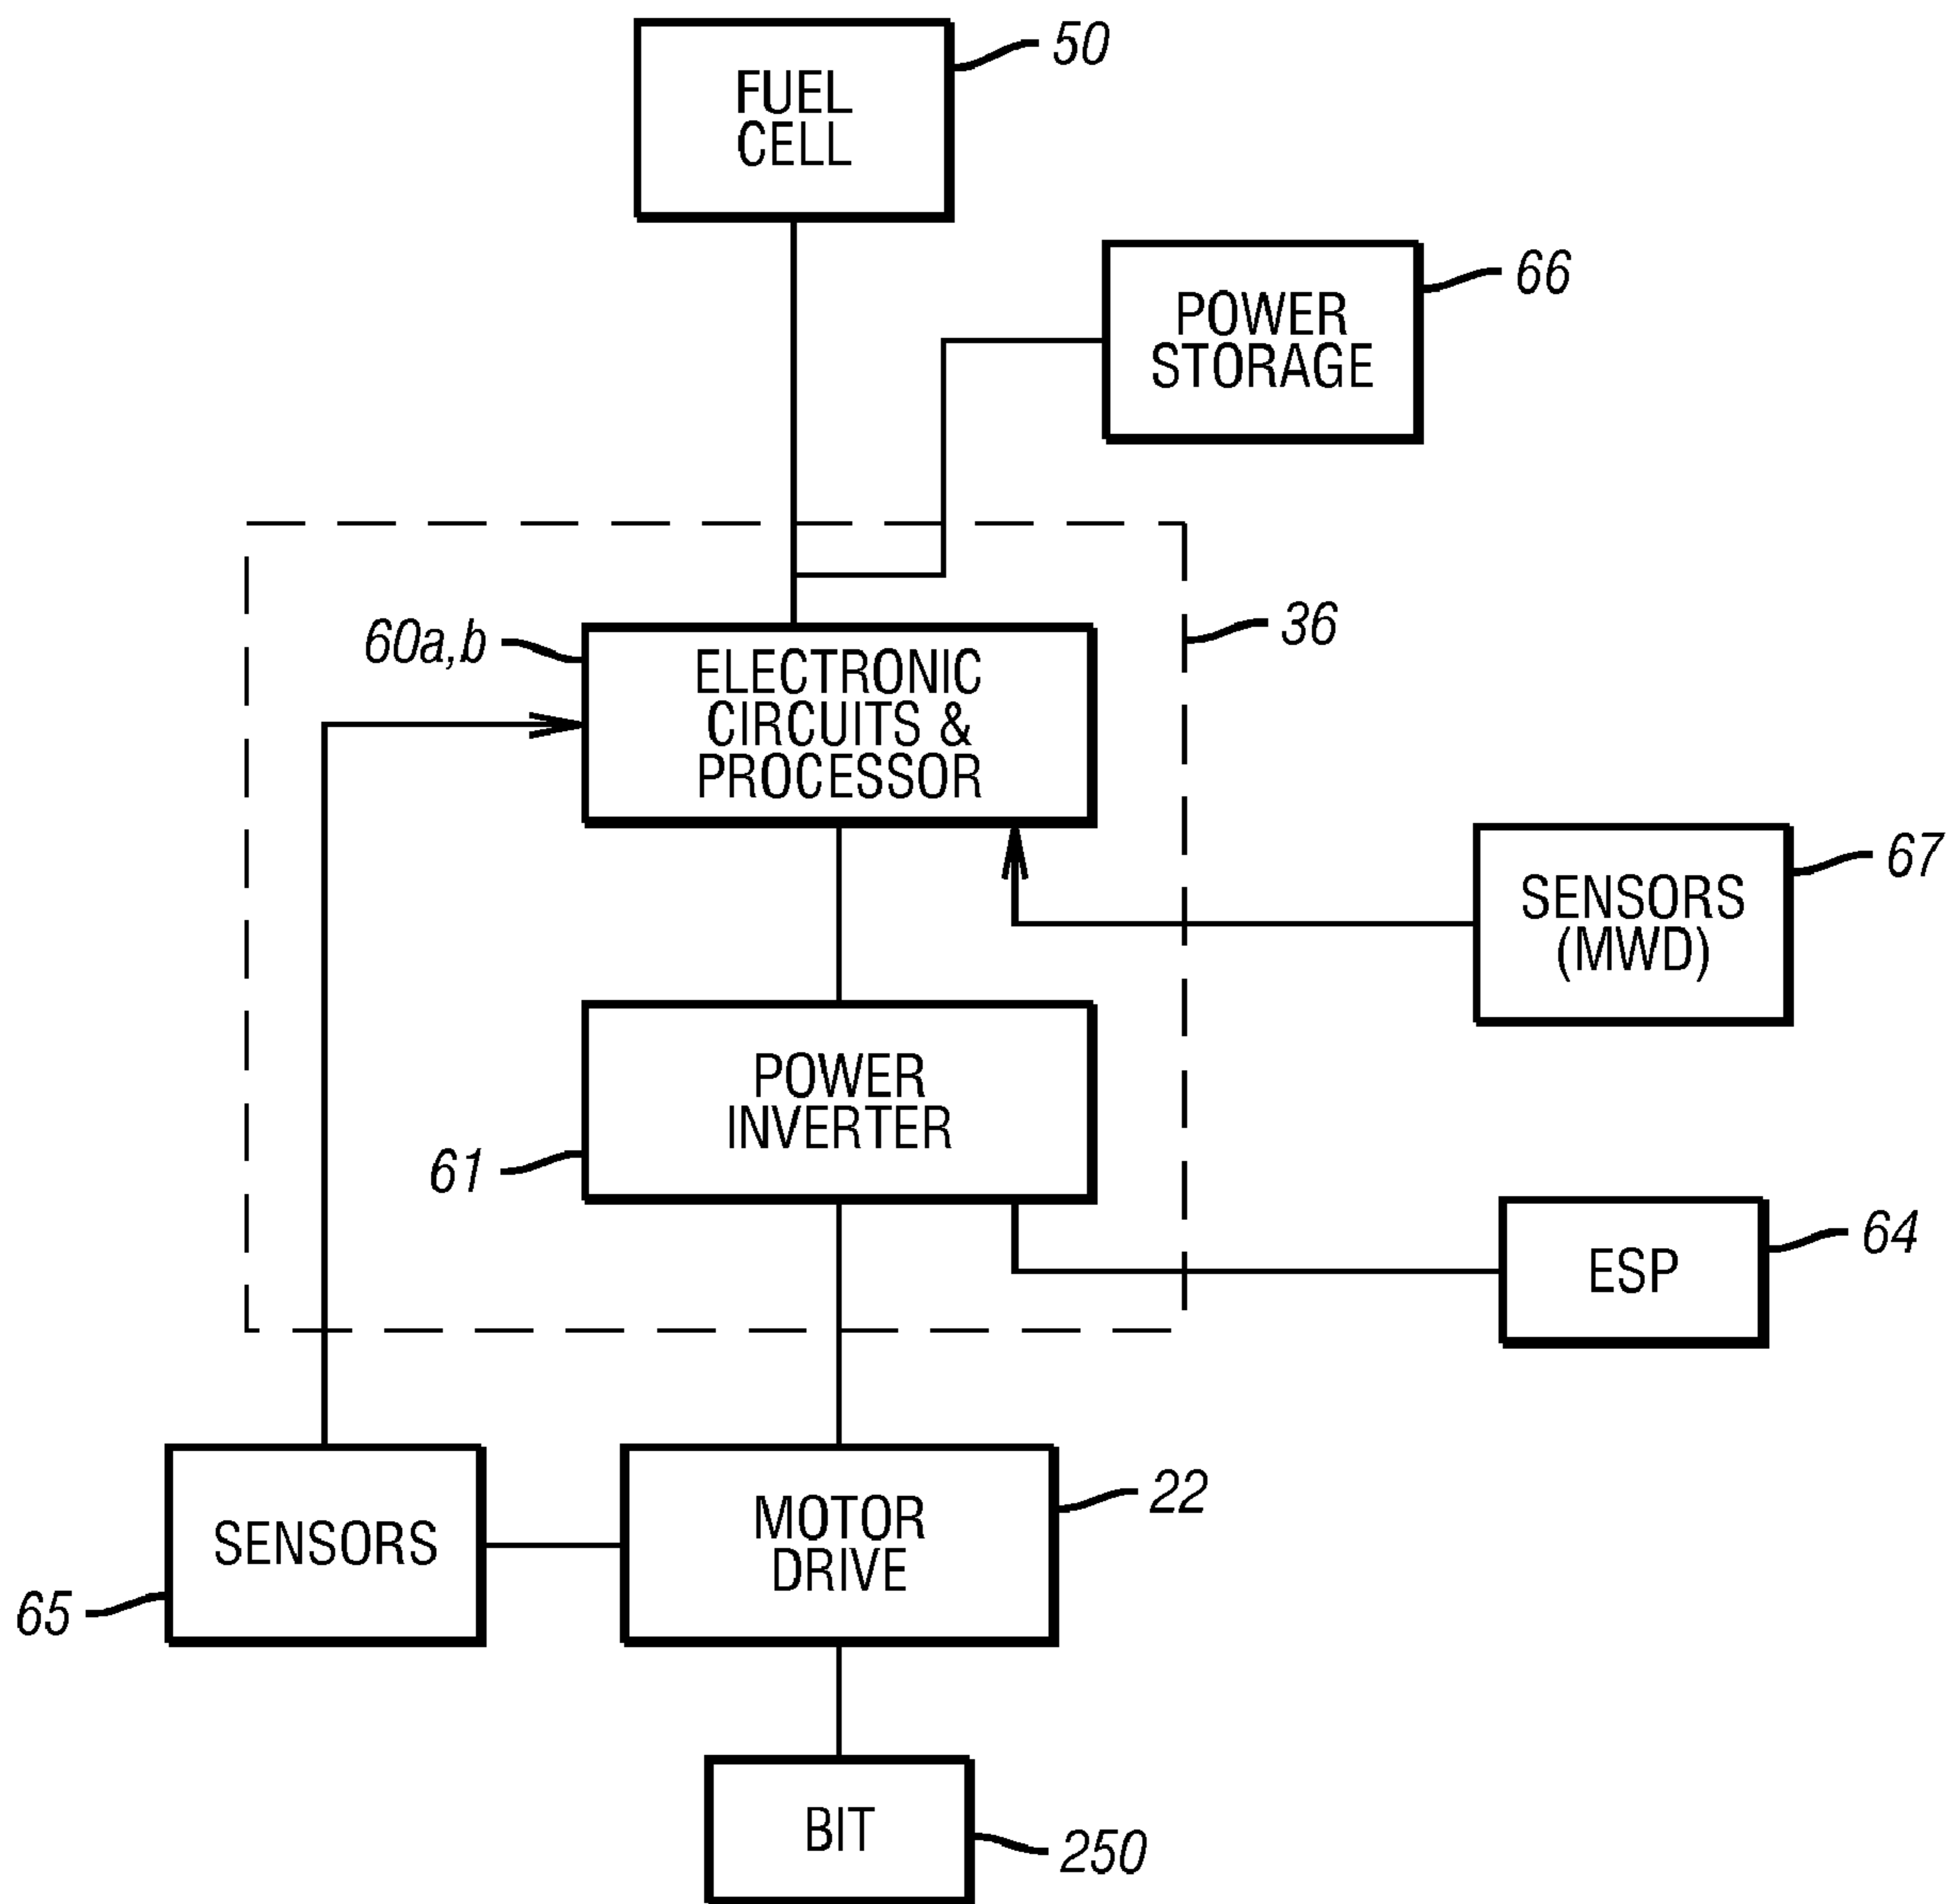 FUEL
CELL
50
POWER
STORAGE
66
36
60a,b
ELECTRONIC
CIRCUITS &
PROCESSOR
SENSORS
(MWD)
67
POWER
INVERTER
61
ESP
64
SENSORS
65
MOTOR
DRIVE
22
BIT
250